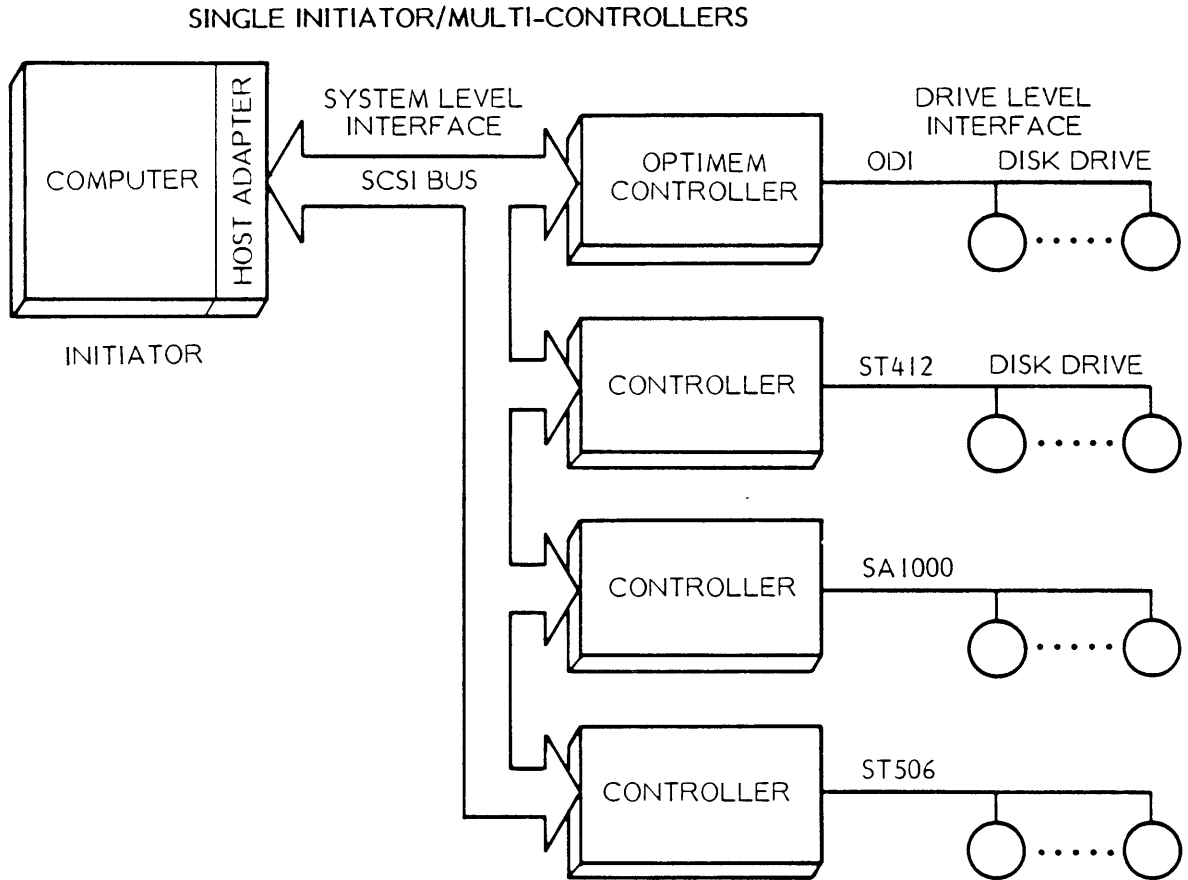 SINGLE INITIATOR/MULTI-CONTROLLERS
COMPUTER
HOST ADAPTER
INITIATOR
SYSTEM LEVEL
INTERFACE
SCSI BUS
OPTIMEM
CONTROLLER
DRIVE LEVEL
INTERFACE
ODI
DISK DRIVE
CONTROLLER
ST412
DISK DRIVE
CONTROLLER
SA1000
CONTROLLER
ST506